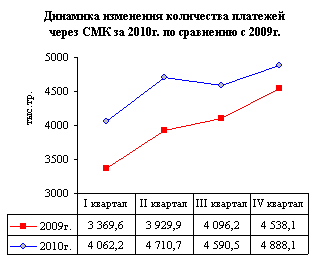 Динамика изменения количества платежей
через СМК за 2010г. по сравнению с 2009г.
тыс.тр.
5000
4500
4000
3500
3000
I квартал II квартал III квартал IV квартал
2009г. 3 369,6 3 929,9 4 096,2 4 538,1
2010г. 4 062,2 4 710,7 4 590,5 4 888,1